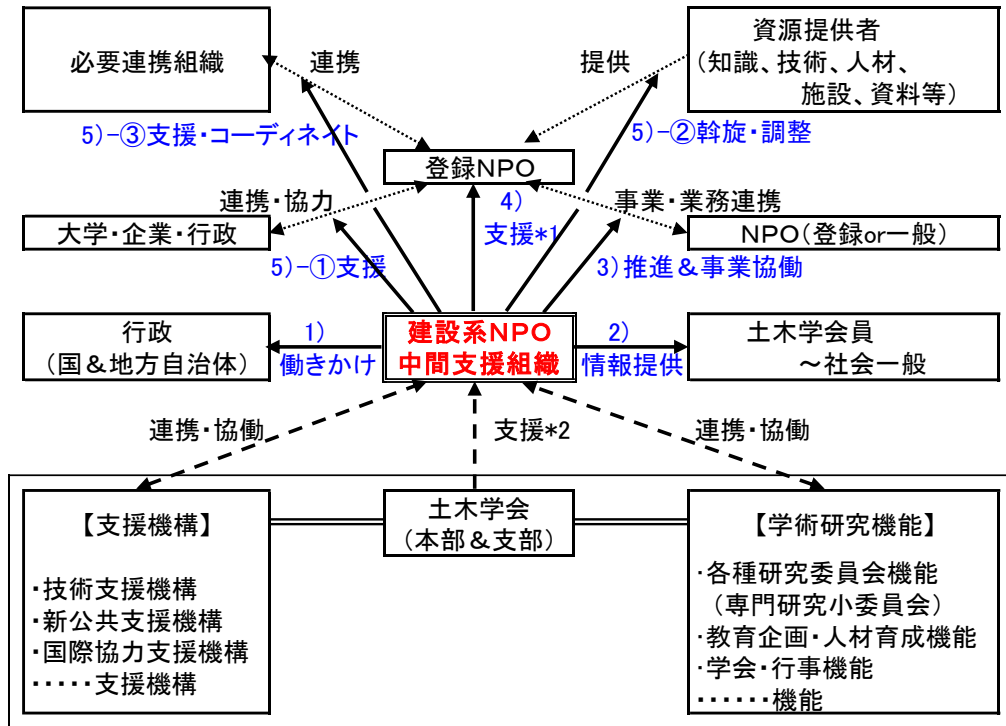 必要連携組織
連携
提供
資源提供者
(知識、技術、人材、
施設、資料等)
5)-③支援・コーディネイト
5)-②斡旋・調整
登録NPO
連携・協力
4)
支援*1
事業・業務連携
大学・企業・行政
NPO(登録or一般)
5)-①支援
3)推進&事業協働
行政
(国&地方自治体)
1)
働きかけ
建設系NPO
中間支援組織
2)
情報提供
土木学会員
~社会一般
連携・協働
支援*2
連携・協働
【支援機構】
・技術支援機構
・新公共支援機構
・国際協力支援機構
・・・・・支援機構
土木学会
(本部&支部)
【学術研究機能】
・各種研究委員会機能
(専門研究小委員会)
・教育企画・人材育成機能
・学会・行事機能
・・・・・・機能